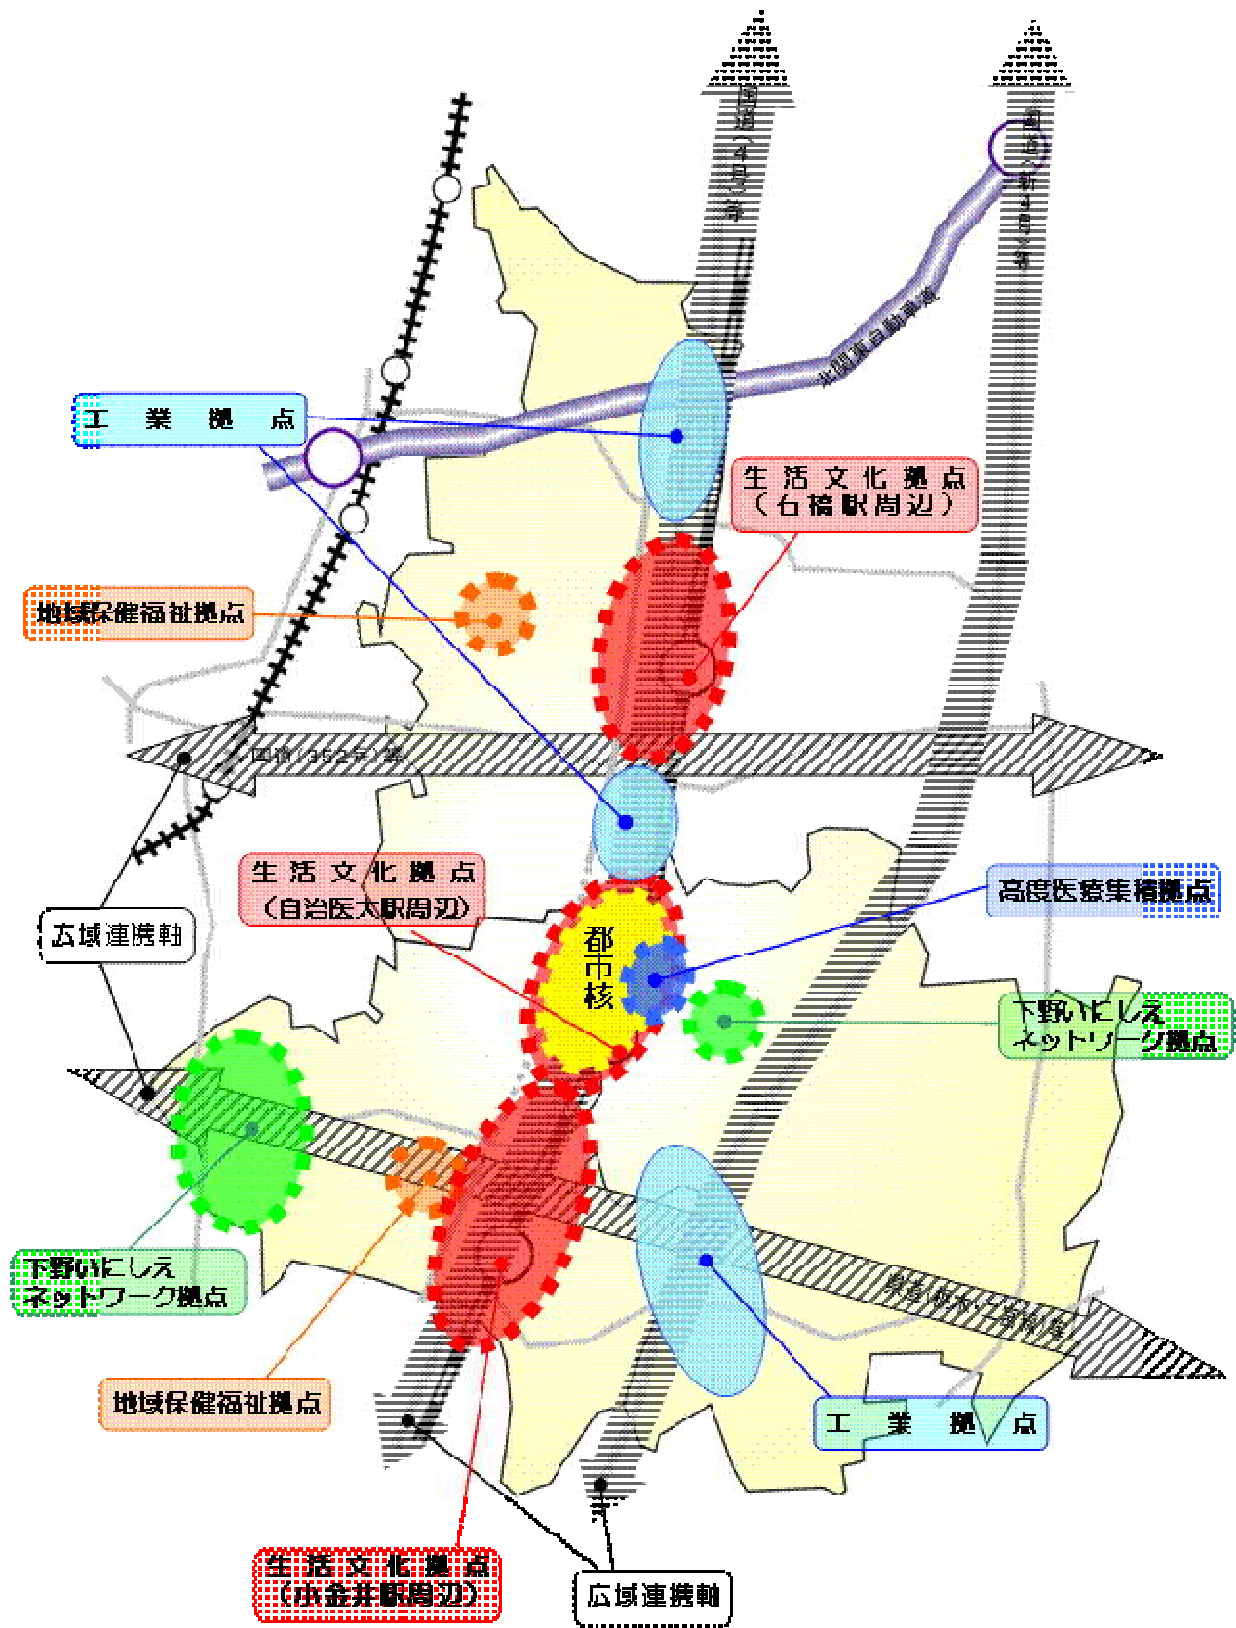 国道(4号)等
国道(新4号)等
北関東自動車道
工業拠点
生活文化拠点
(石橋駅周辺)
地域保健福祉拠点
国道(352号)等
生活文化拠点
(自治医大駅周辺)
高度医療集積拠点
広域連携軸
都市核
下野いにしえ
ネットワーク拠点
下野いにしえ
ネットワーク拠点
地域保健福祉拠点
工業拠点
生活文化拠点
(小金井駅周辺)
広域連携軸